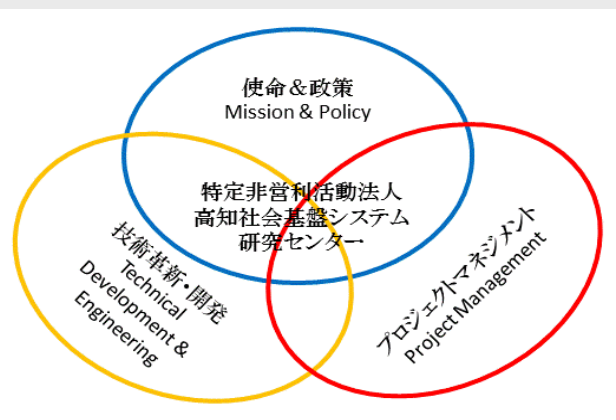 使命&政策
Mission & Policy
特定非営利活動法人
高知社会基盤システム
研究センター
技術革新・開発
Technical
Development &
Engineering
プロジェクトマネジメント
Project Management